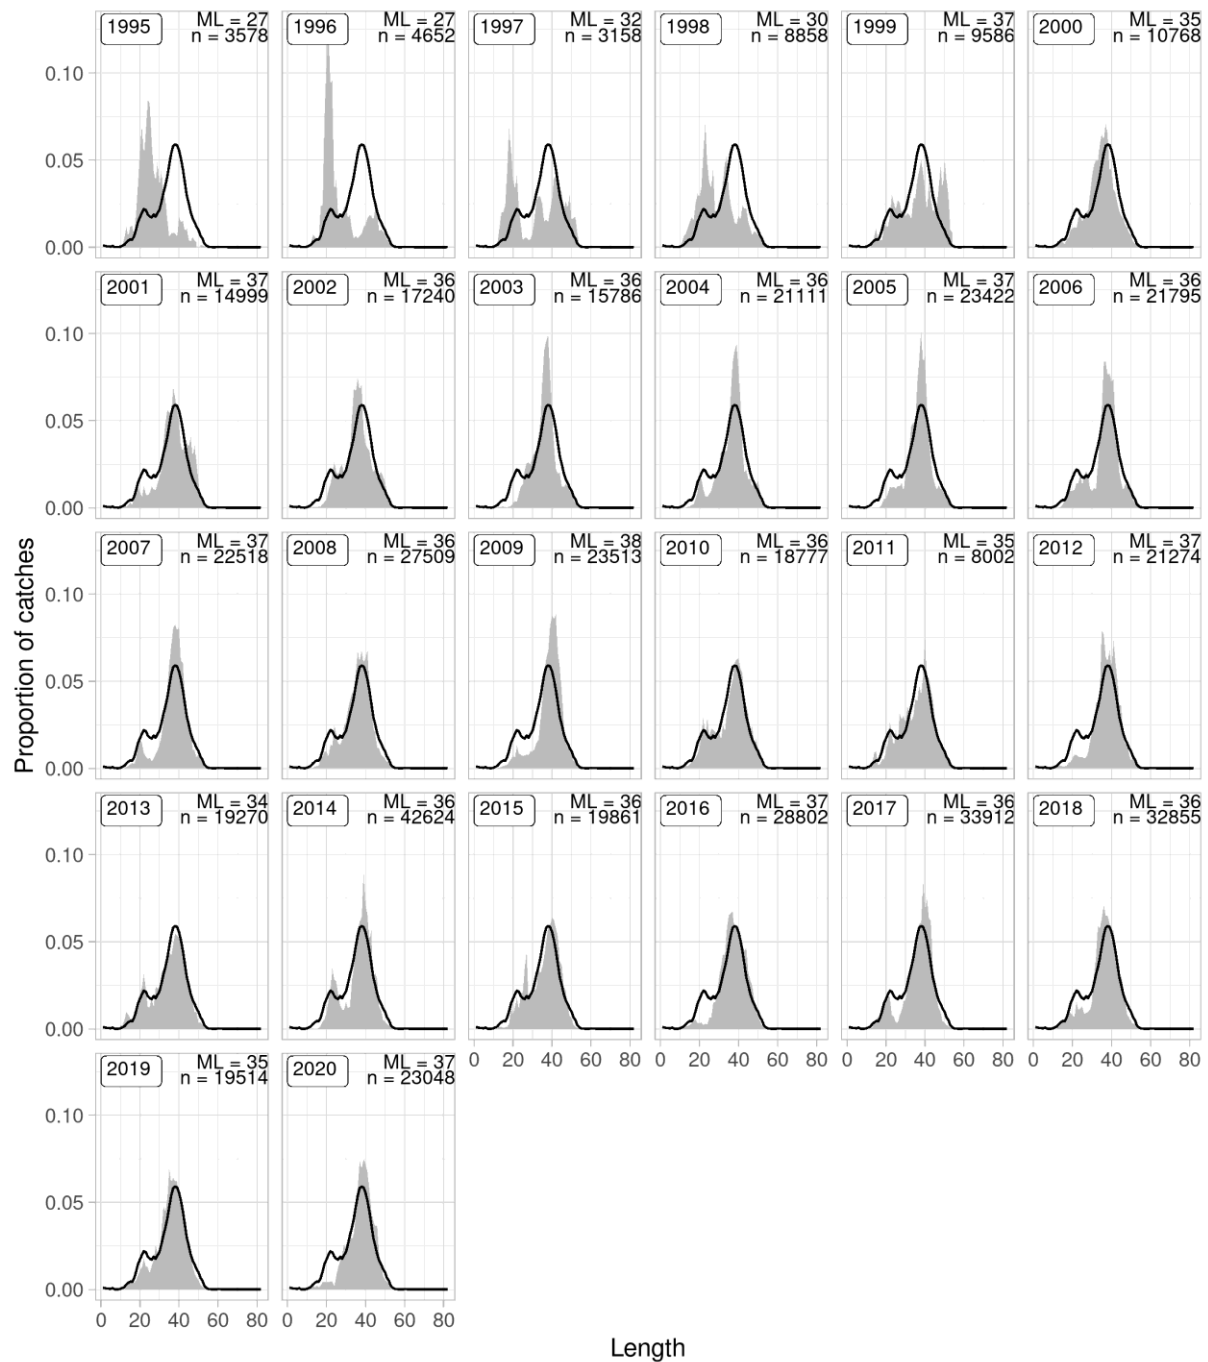 1995 ML = 27
n = 3578
1996 ML = 27
n = 4652
1997 ML = 32
n = 3158
1998 ML = 30
n = 8858
1999 ML = 37
n = 9586
2000 ML = 35
n = 10768
0.10
0.05
0.00
2001 ML = 37
n = 14999
2002 ML = 36
n = 17240
2003 ML = 36
n = 15786
2004 ML = 36
n = 21111
2005 ML = 37
n = 23422
2006 ML = 36
n = 21795
0.10
0.05
0.00
2007 ML = 37
n = 22518
2008 ML = 36
n = 27509
2009 ML = 38
n = 23513
2010 ML = 36
n = 18777
2011 ML = 35
n = 8002
2012 ML = 37
n = 21274
0.10
0.05
0.00
Proportion of catches
2013 ML = 34
n = 19270
2014 ML = 36
n = 42624
2015 ML = 36
n = 19861
2016 ML = 37
n = 28802
2017 ML = 36
n = 33912
2018 ML = 36
n = 32855
0.10
0.05
0.00
0 20 40 60 80 0 20 40 60 80 0 20 40 60 80 0 20 40 60 80
2019 ML = 35
n = 19514
2020 ML = 37
n = 23048
0.10
0.05
0.00
0 20 40 60 80 0 20 40 60 80
Length